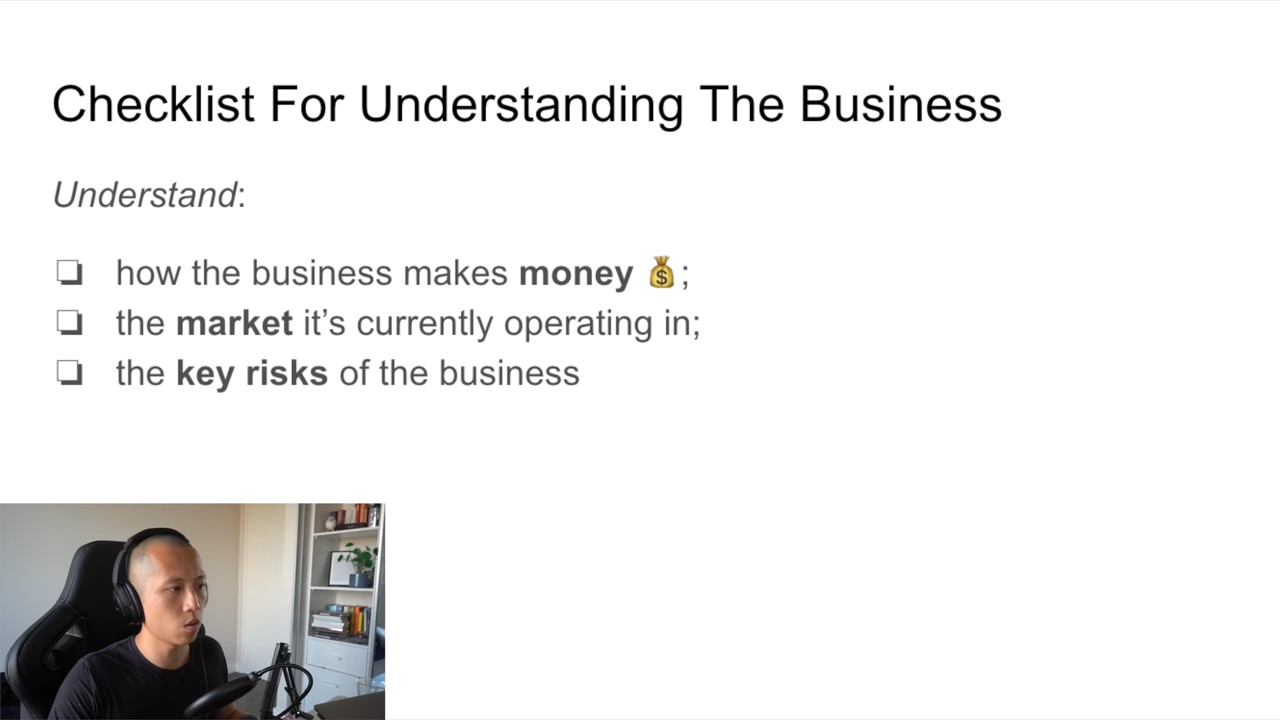 Checklist For Understanding The Business
Understand:
❏ how the business makes money 💰;
❏ the market it’s currently operating in;
❏ the key risks of the business